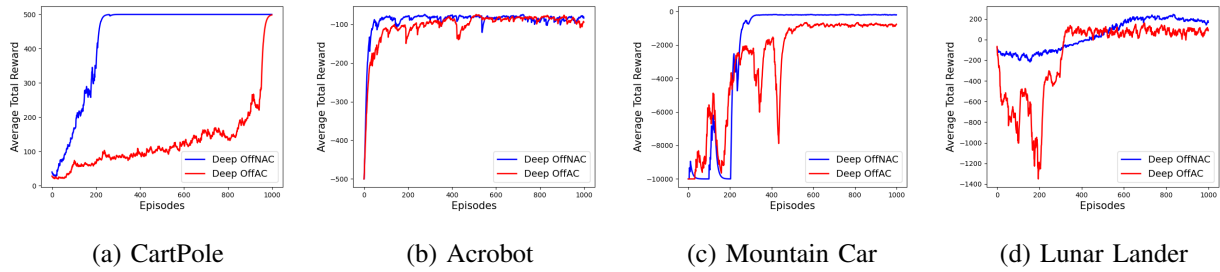 500
400
300
200
100
0
Average Total Reward
0 200 400 600 800 1000
Episodes
Deep OffNAC
Deep OffAC
(a) CartPole
−100
−200
−300
−400
−500
Average Total Reward
0 200 400 600 800 1000
Episodes
Deep OffNAC
Deep OffAC
(b) Acrobot
0
−2000
−4000
−6000
−8000
−10000
Average Total Reward
0 200 400 600 800 1000
Episodes
Deep OffNAC
Deep OffAC
(c) Mountain Car
200
0
−200
−400
−600
−800
−1000
−1200
−1400
Average Total Reward
0 200 400 600 800 1000
Episodes
Deep OffNAC
Deep OffAC
(d) Lunar Lander